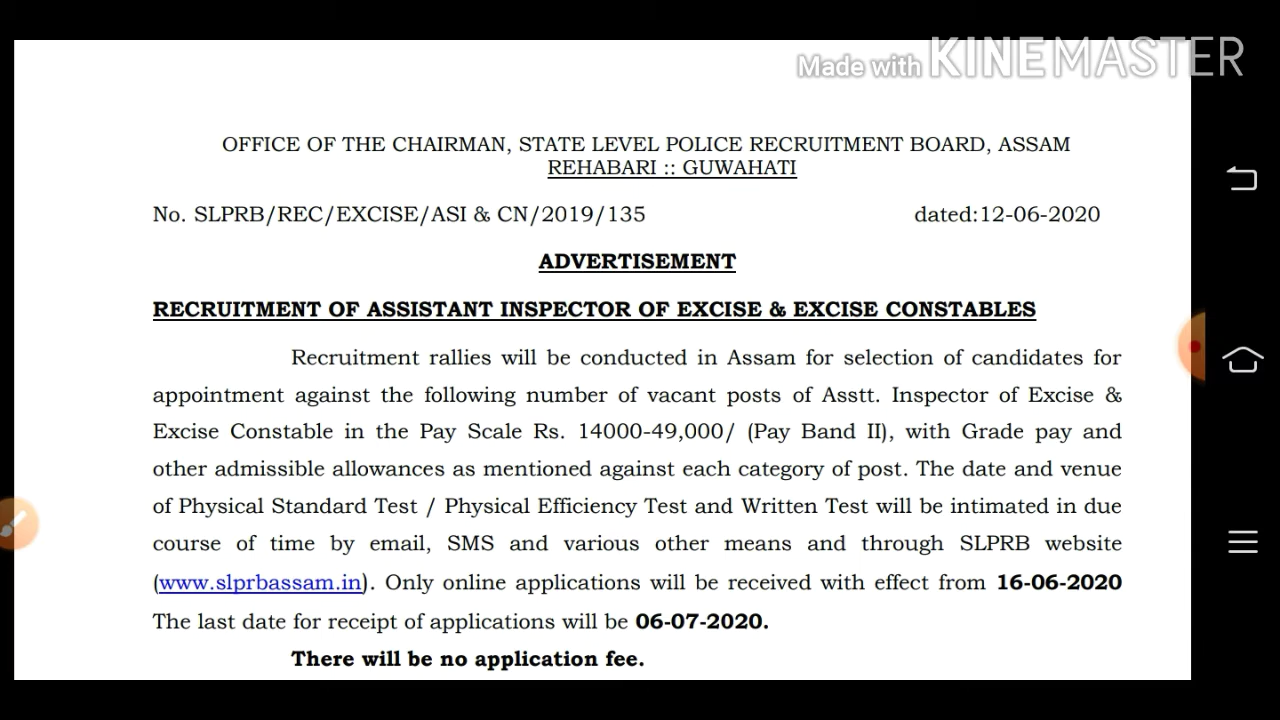 Made with KINEMASTER
OFFICE OF THE CHAIRMAN, STATE LEVEL POLICE RECRUITMENT BOARD, ASSAM
REHABARI :: GUWAHATI
No. SLPRB/REC/EXCISE/ASI & CN/2019/135 dated:12-06-2020
ADVERTISEMENT
RECRUITMENT OF ASSISTANT INSPECTOR OF EXCISE & EXCISE CONSTABLES
Recruitment rallies will be conducted in Assam for selection of candidates for
appointment against the following number of vacant posts of Asstt. Inspector of Excise &
Excise Constable in the Pay Scale Rs. 14000-49,000/ (Pay Band II), with Grade pay and
other admissible allowances as mentioned against each category of post. The date and venue
of Physical Standard Test / Physical Efficiency Test and Written Test will be intimated in due
course of time by email, SMS and various other means and through SLPRB website
(www.slprbassam.in). Only online applications will be received with effect from 16-06-2020
The last date for receipt of applications will be 06-07-2020.
There will be no application fee.